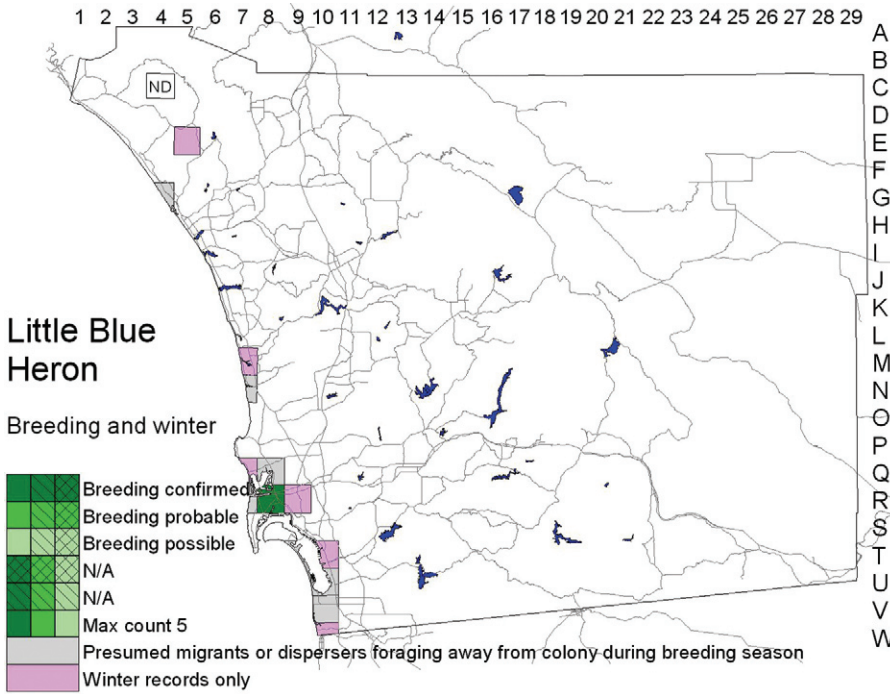 1 2 3 4 5 6 7 8 9 10 11 12 13 14 15 16 17 18 19 20 21 22 23 24 25 26 27 28 29
A
B
C
D
E
F
G
H
I
J
K
L
M
N
O
P
Q
R
S
T
U
V
W
ND
Little Blue
Heron
Breeding and winter
Breeding confirmed
Breeding probable
Breeding possible
N/A
N/A
Max count 5
Presumed migrants or dispersers foraging away from colony during breeding season
Winter records only